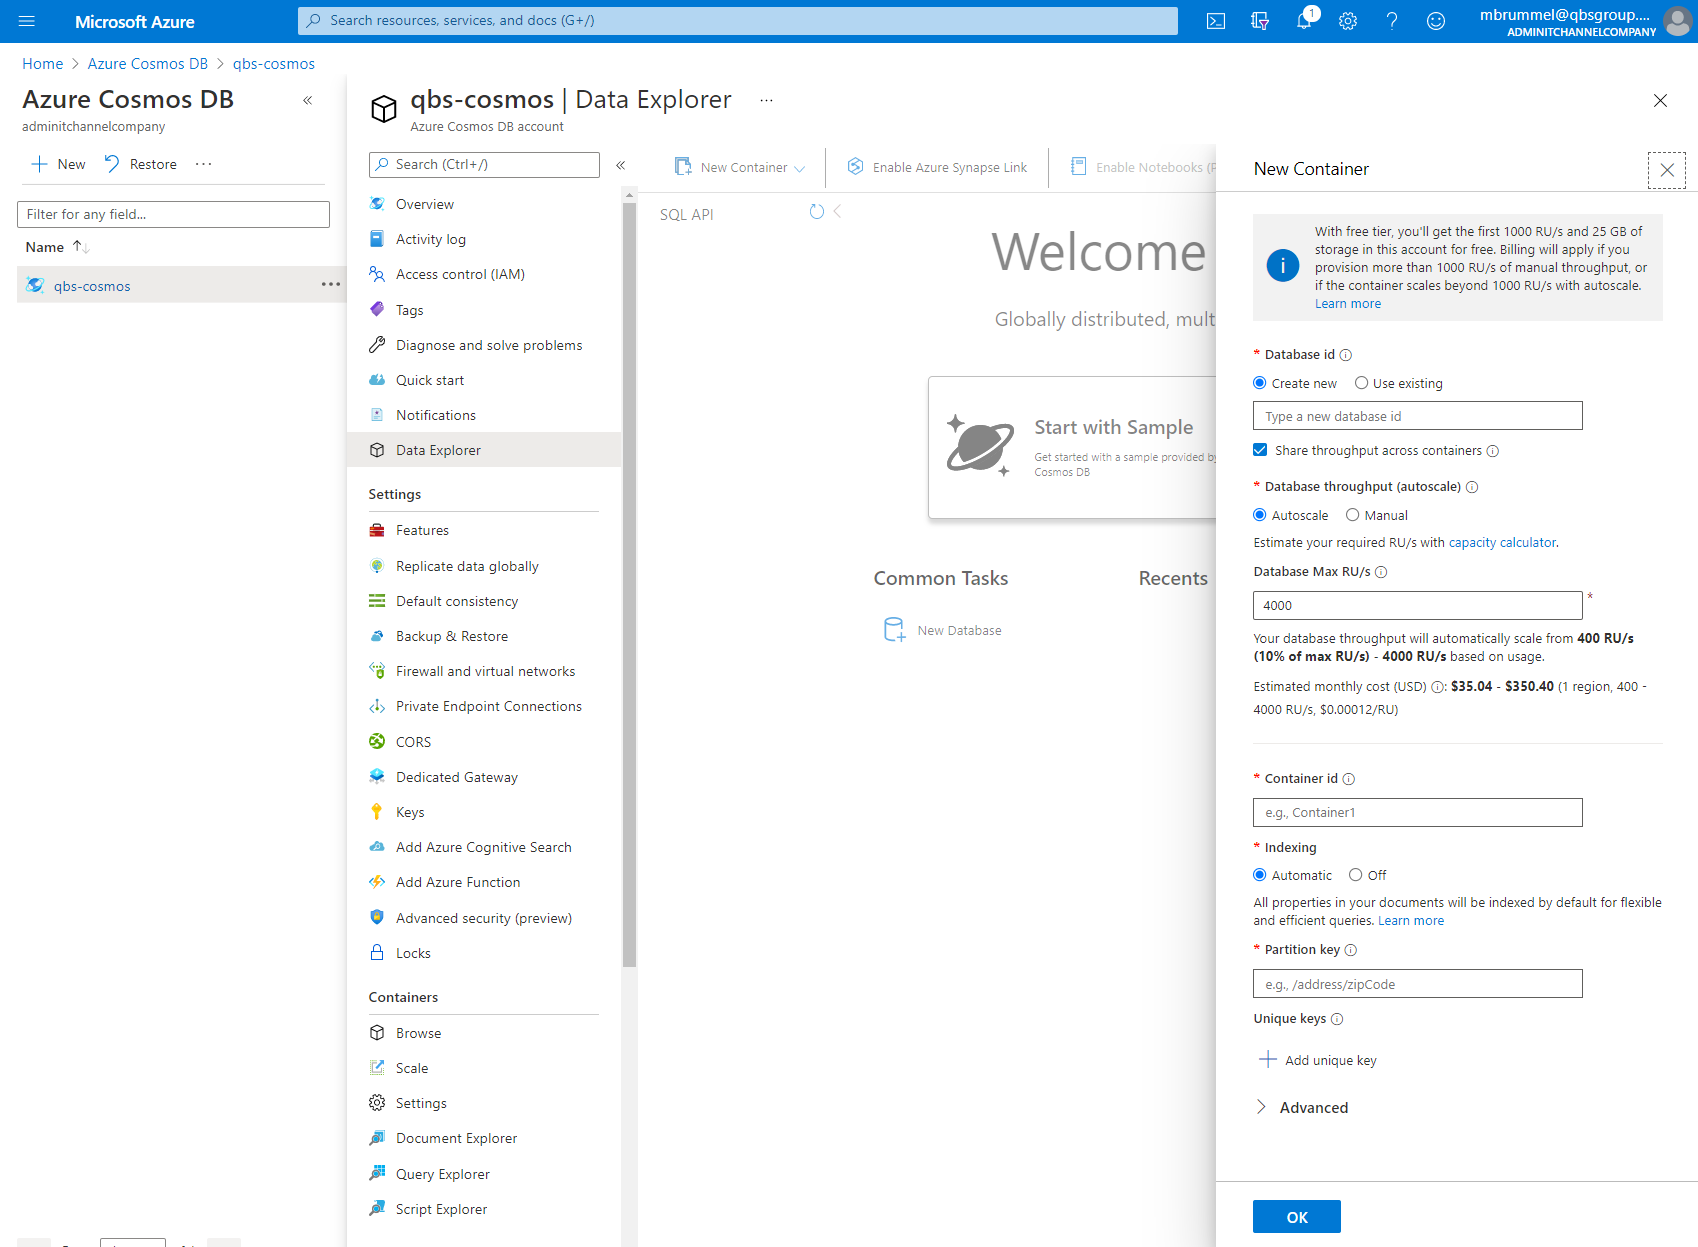 Microsoft Azure
Search resources, services, and docs (G+/)
1
mbrummel@qbsgroup....
ADMINITCHANNELCOMPANY
Home > Azure Cosmos DB > qbs-cosmos
Azure Cosmos DB «
adminitchannelcompany
New Restore ...
Filter for any field...
Name
qbs-cosmos ...
qbs-cosmos | Data Explorer ...
Azure Cosmos DB account
Search (Ctrl+/) «
Overview
Activity log
Access control (IAM)
Tags
Diagnose and solve problems
Quick start
Notifications
Data Explorer
Settings
Features
Replicate data globally
Default consistency
Backup & Restore
Firewall and virtual networks
Private Endpoint Connections
CORS
Dedicated Gateway
Keys
Add Azure Cognitive Search
Add Azure Function
Advanced security (preview)
Locks
Containers
Browse
Scale
Settings
Document Explorer
Query Explorer
Script Explorer
New Container Enable Azure Synapse Link Enable Notebooks (P
SQL API
Welcome
Globally distributed, mult
Start with Sample
Get started with a sample provided by
Cosmos DB
Common Tasks
New Database
Recents
New Container
With free tier, you'll get the first 1000 RU/s and 25 GB of
storage in this account for free. Billing will apply if you
provision more than 1000 RU/s of manual throughput, or
if the container scales beyond 1000 RU/s with autoscale.
Learn more
* Database id
Create new Use existing
Type a new database id
Share throughput across containers
* Database throughput (autoscale)
Autoscale Manual
Estimate your required RU/s with capacity calculator.
Database Max RU/s
4000 *
Your database throughput will automatically scale from 400 RU/s
(10% of max RU/s) - 4000 RU/s based on usage.
Estimated monthly cost (USD) : $35.04 - $350.40 (1 region, 400 -
4000 RU/s, $0.00012/RU)
* Container id
e.g., Container1
* Indexing
Automatic Off
All properties in your documents will be indexed by default for flexible
and efficient queries. Learn more
* Partition key
e.g., /address/zipCode
Unique keys
Add unique key
Advanced
OK